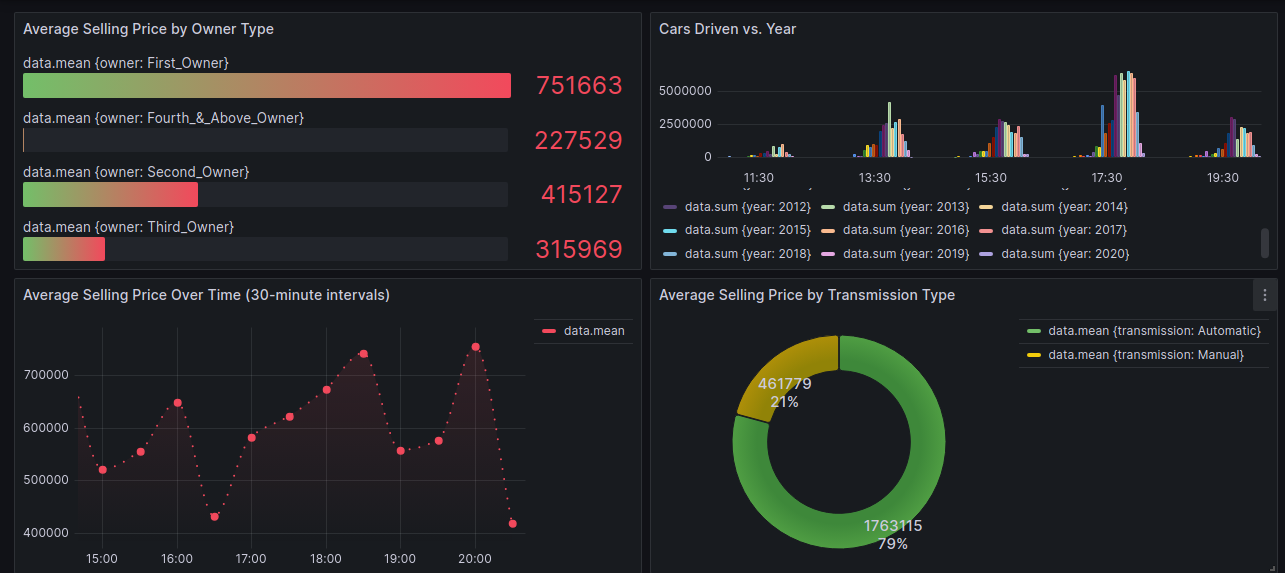 Average Selling Price by Owner Type
data.mean {owner: First_Owner}
751663
data.mean {owner: Fourth_&_Above_Owner}
227529
data.mean {owner: Second_Owner}
415127
data.mean {owner: Third_Owner}
315969
Cars Driven vs. Year
5000000
2500000
0
11:30 13:30 15:30 17:30 19:30
data.sum {year: 2012} data.sum {year: 2013} data.sum {year: 2014}
data.sum {year: 2015} data.sum {year: 2016} data.sum {year: 2017}
data.sum {year: 2018} data.sum {year: 2019} data.sum {year: 2020}
Average Selling Price Over Time (30-minute intervals)
data.mean
700000
600000
500000
400000
15:00 16:00 17:00 18:00 19:00 20:00
Average Selling Price by Transmission Type
data.mean {transmission: Automatic}
data.mean {transmission: Manual}
461779
21%
1763115
79%